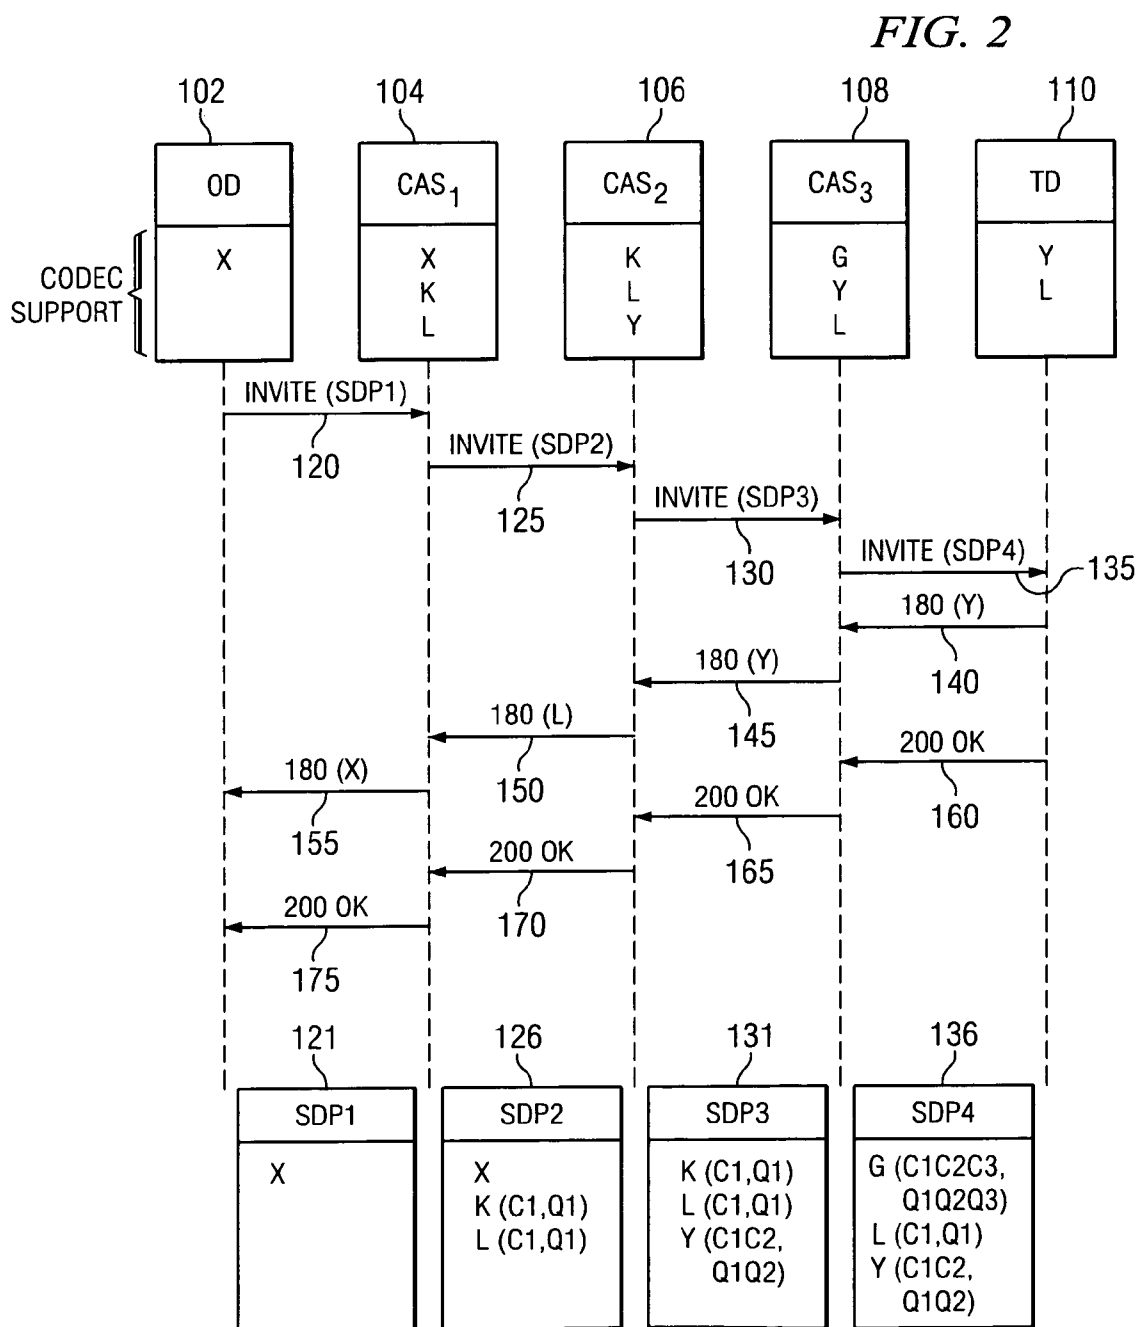 FIG. 2
102
104
106
108
110
OD
CAS1
CAS2
CAS3
TD
CODEC
SUPPORT
X
X
K
L
K
L
Y
G
Y
L
Y
L
INVITE (SDP1)
120
INVITE (SDP2)
125
INVITE (SDP3)
130
INVITE (SDP4)
135
180 (Y)
140
180 (Y)
145
180 (L)
150
180 (X)
155
200 OK
160
200 OK
165
200 OK
170
200 OK
175
121
126
131
136
SDP1
X
SDP2
X
K (C1,Q1)
L (C1,Q1)
SDP3
K (C1,Q1)
L (C1,Q1)
Y (C1C2,
Q1Q2)
SDP4
G (C1C2C3,
Q1Q2Q3)
L (C1,Q1)
Y (C1C2,
Q1Q2)